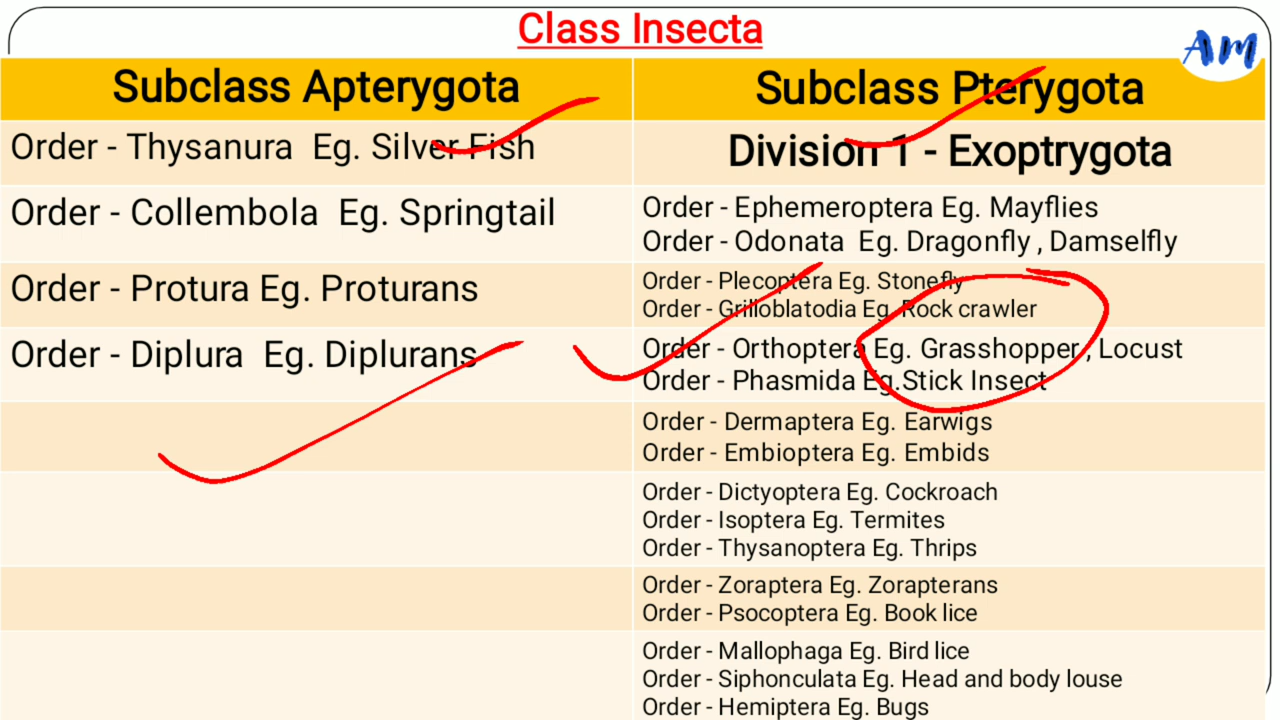 Class Insecta
AM
Subclass Apterygota
Subclass Pterygota
Order - Thysanura Eg. Silver Fish
Division 1 - Exoptrygota
Order - Collembola Eg. Springtail
Order - Ephemeroptera Eg. Mayflies
Order - Odonata Eg. Dragonfly , Damselfly
Order - Protura Eg. Proturans
Order - Plecoptera Eg. Stonefly
Order - Grilloblatodia Eg. Rock crawler
Order - Diplura Eg. Diplurans
Order - Orthoptera Eg. Grasshopper , Locust
Order - Phasmida Eg.Stick Insect
Order - Dermaptera Eg. Earwigs
Order - Embioptera Eg. Embids
Order - Dictyoptera Eg. Cockroach
Order - Isoptera Eg. Termites
Order - Thysanoptera Eg. Thrips
Order - Zoraptera Eg. Zorapterans
Order - Psocoptera Eg. Book lice
Order - Mallophaga Eg. Bird lice
Order - Siphonculata Eg. Head and body louse
Order - Hemiptera Eg. Bugs